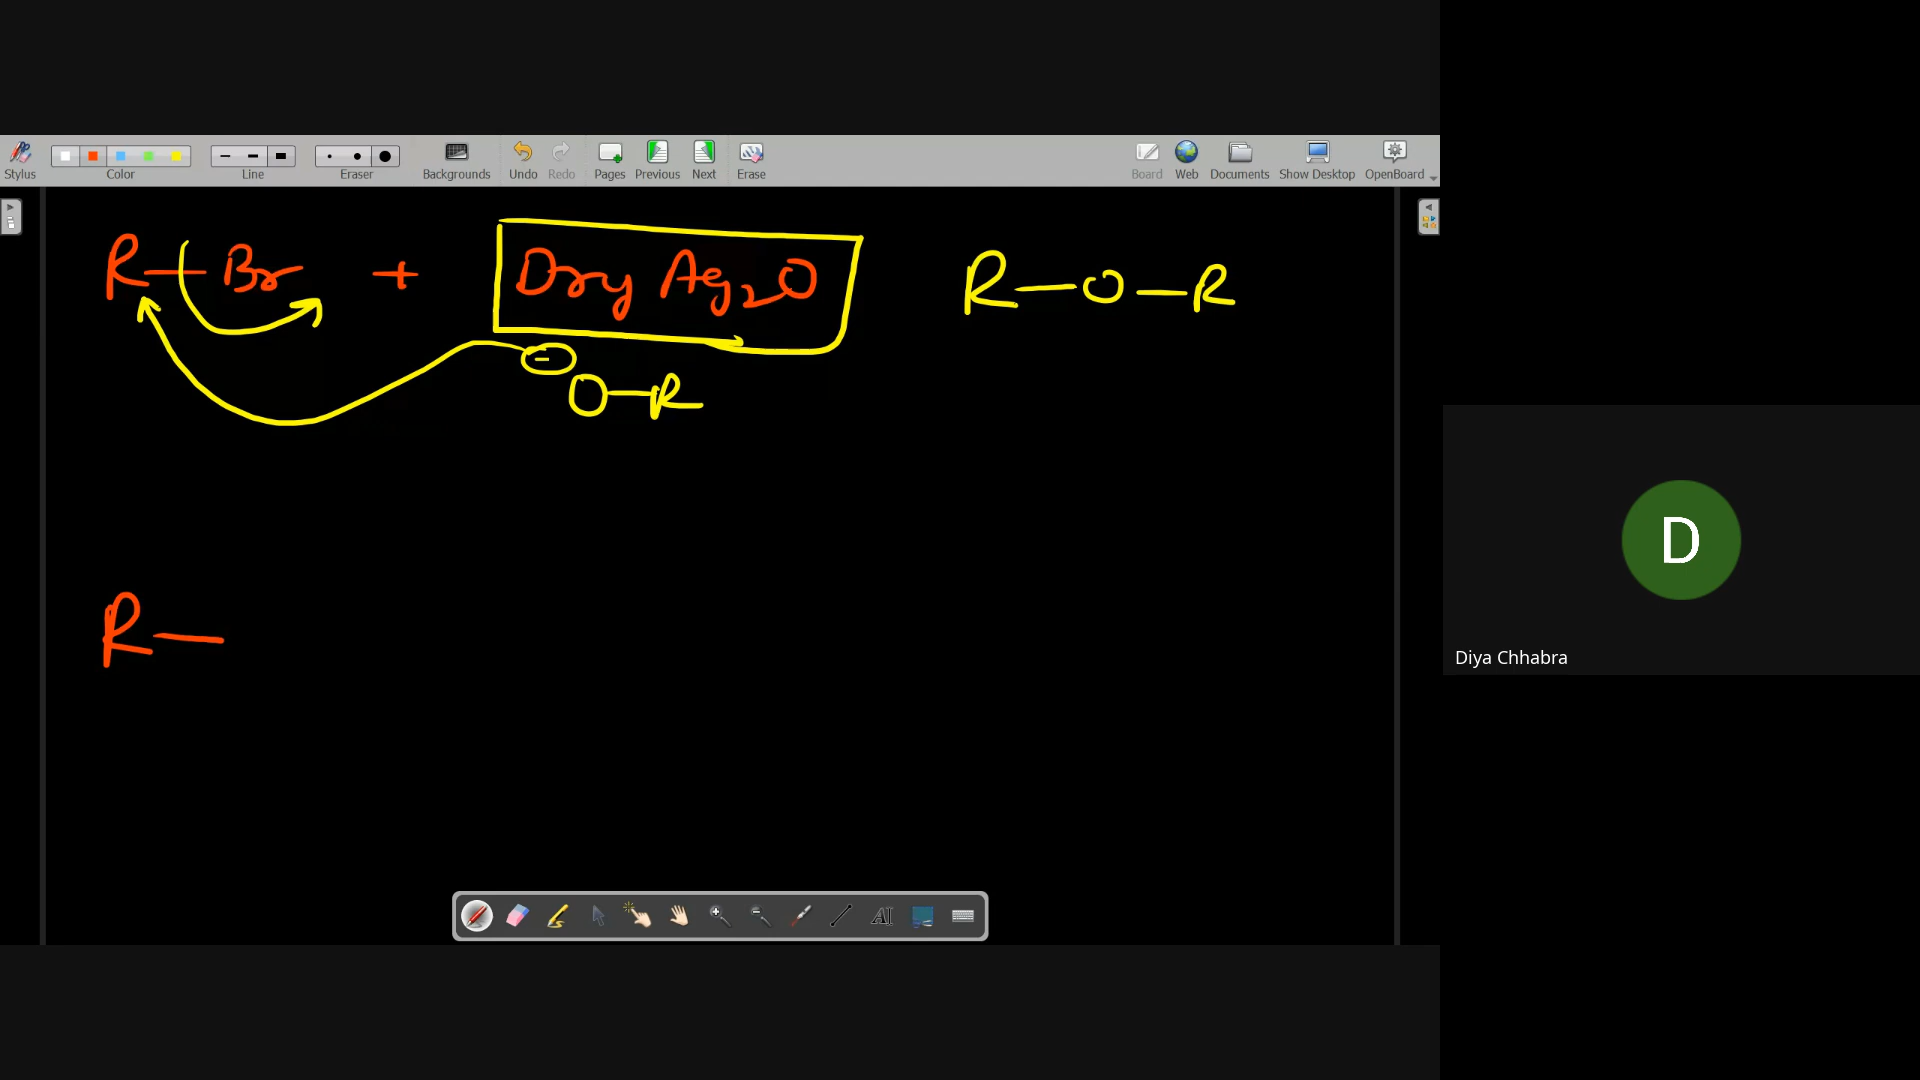 Stylus Color Line Eraser Backgrounds Undo Redo Pages Previous Next Erase Board Web Documents Show Desktop OpenBoard
R—Br + Dry Ag₂O R—O—R
−
O—R
R—
AI
D
Diya Chhabra